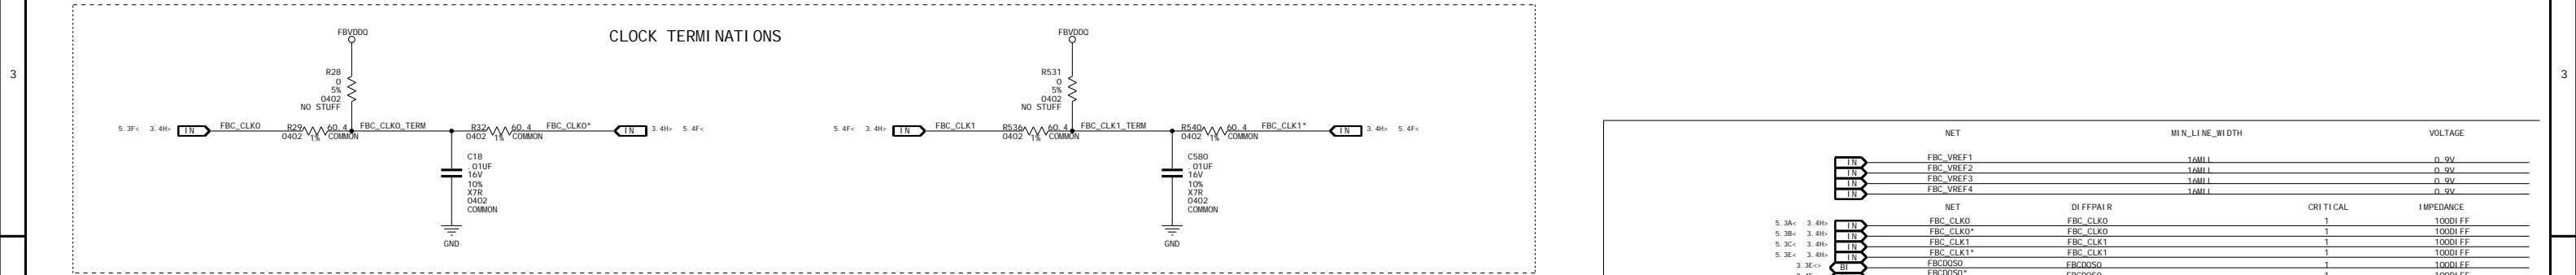 CLOCK TERMINATIONS
3
FBVDDQ
R28
0
5%
0402
NO STUFF
5.3F< 3.4H> IN FBC_CLK0 R29 60.4 FBC_CLK0_TERM R32 60.4 FBC_CLK0* IN 3.4H> 5.4F<
0402 1% COMMON 0402 1% COMMON
C18
.01UF
16V
10%
X7R
0402
COMMON
GND
FBVDDQ
R531
0
5%
0402
NO STUFF
5.4F< 3.4H> IN FBC_CLK1 R536 60.4 FBC_CLK1_TERM R540 60.4 FBC_CLK1* IN 3.4H> 5.4F<
0402 1% COMMON 0402 1% COMMON
C580
.01UF
16V
10%
X7R
0402
COMMON
GND
3
NET MIN_LINE_WIDTH VOLTAGE
IN FBC_VREF1 16MIL 0.9V
IN FBC_VREF2 16MIL 0.9V
IN FBC_VREF3 16MIL 0.9V
IN FBC_VREF4 16MIL 0.9V
NET DIFFPAIR CRITICAL IMPEDANCE
5.3A< 3.4H> IN FBC_CLK0 FBC_CLK0 1 100DIFF
5.3B< 3.4H> IN FBC_CLK0* FBC_CLK0 1 100DIFF
5.3C< 3.4H> IN FBC_CLK1 FBC_CLK1 1 100DIFF
5.3E< 3.4H> IN FBC_CLK1* FBC_CLK1 1 100DIFF
3.3E<> BI FBCDQS0 FBCDQS0 1 100DIFF